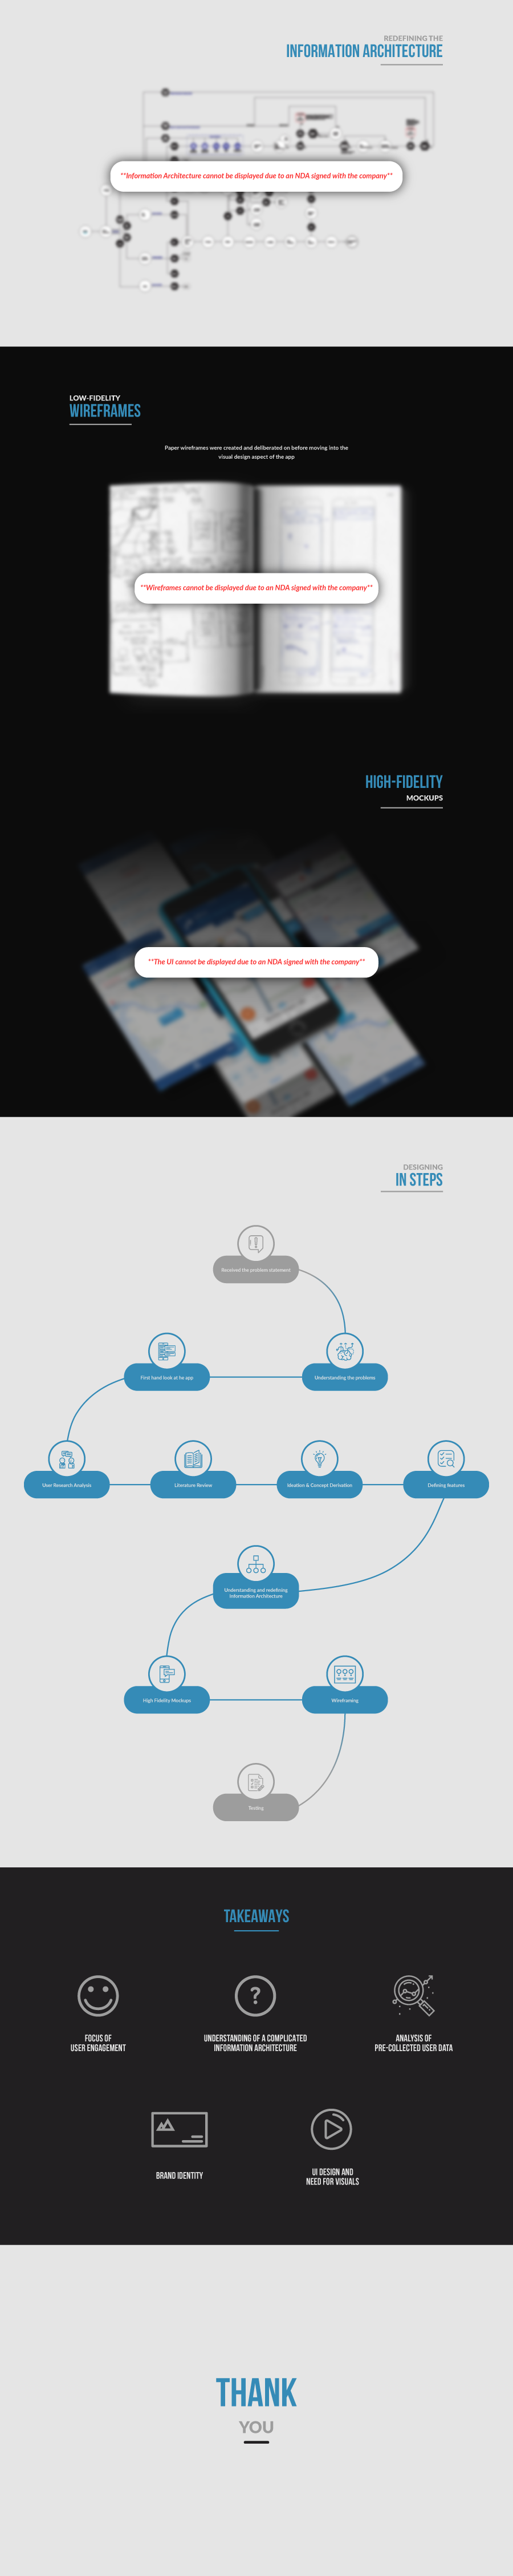 REDEFINING THE
INFORMATION ARCHITECTURE
**Information Architecture cannot be displayed due to an NDA signed with the company**
LOW-FIDELITY
WIREFRAMES
Paper wireframes were created and deliberated on before moving into the
visual design aspect of the app
**Wireframes cannot be displayed due to an NDA signed with the company**
HIGH-FIDELITY
MOCKUPS
**The UI cannot be displayed due to an NDA signed with the company**
DESIGNING
IN STEPS
Received the problem statement
First hand look at he app
Understanding the problems
User Research Analysis
Literature Review
Ideation & Concept Derivation
Defining features
Understanding and redefining
Information Architecture
High Fidelity Mockups
Wireframing
Testing
TAKEAWAYS
FOCUS OF
USER ENGAGEMENT
UNDERSTANDING OF A COMPLICATED
INFORMATION ARCHITECTURE
ANALYSIS OF
PRE-COLLECTED USER DATA
BRAND IDENTITY
UI DESIGN AND
NEED FOR VISUALS
THANK
YOU